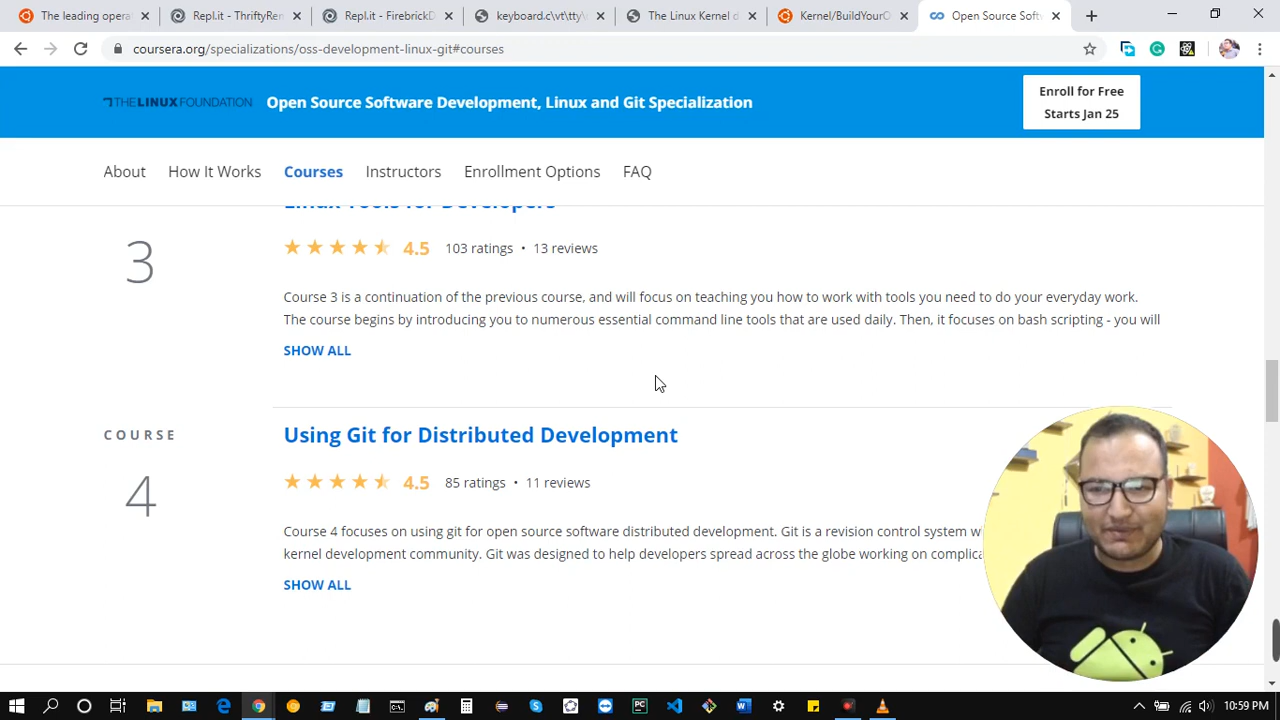 The leading opera
Repl.it - ThriftyRen
Repl.it - FirebrickD
keyboard.c\vt\tty\
The Linux Kernel d
Kernel/BuildYourO
Open Source Soft
coursera.org/specializations/oss-development-linux-git#courses
THE LINUX FOUNDATION
Open Source Software Development, Linux and Git Specialization
Enroll for Free
Starts Jan 25
About
How It Works
Courses
Instructors
Enrollment Options
FAQ
Linux Tools for Developers
3
4.5
103 ratings • 13 reviews
Course 3 is a continuation of the previous course, and will focus on teaching you how to work with tools you need to do your everyday work.
The course begins by introducing you to numerous essential command line tools that are used daily. Then, it focuses on bash scripting - you will
SHOW ALL
COURSE
4
Using Git for Distributed Development
4.5
85 ratings • 11 reviews
Course 4 focuses on using git for open source software distributed development. Git is a revision control system w
kernel development community. Git was designed to help developers spread across the globe working on complica
SHOW ALL
10:59 PM